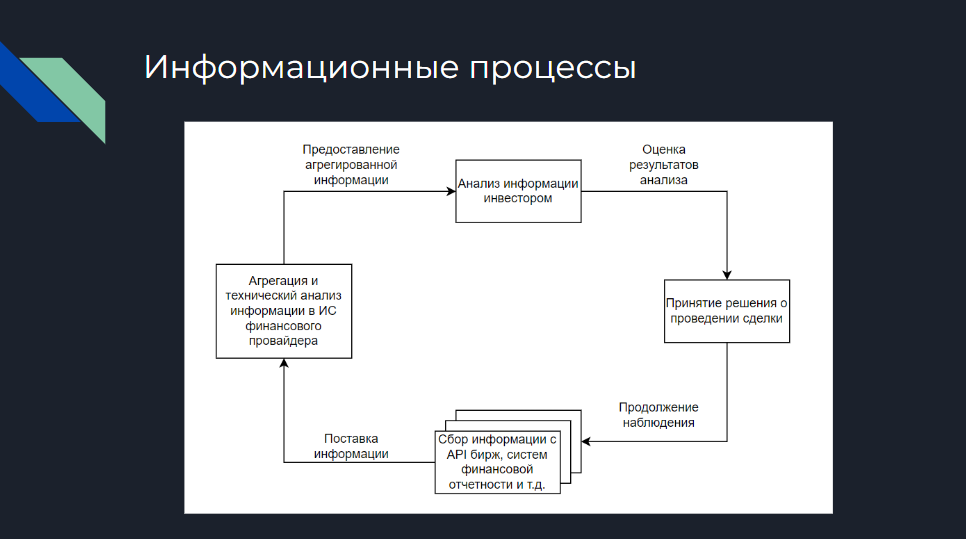 Информационные процессы
Предоставление
агрегированной
информации
Анализ информации
инвестором
Оценка
результатов
анализа
Агрегация и
технический анализ
информации в ИС
финансового
провайдера
Принятие решения о
проведении сделки
Продолжение
наблюдения
Поставка
информации
Сбор информации с
API бирж, систем
финансовой
отчетности и т.д.